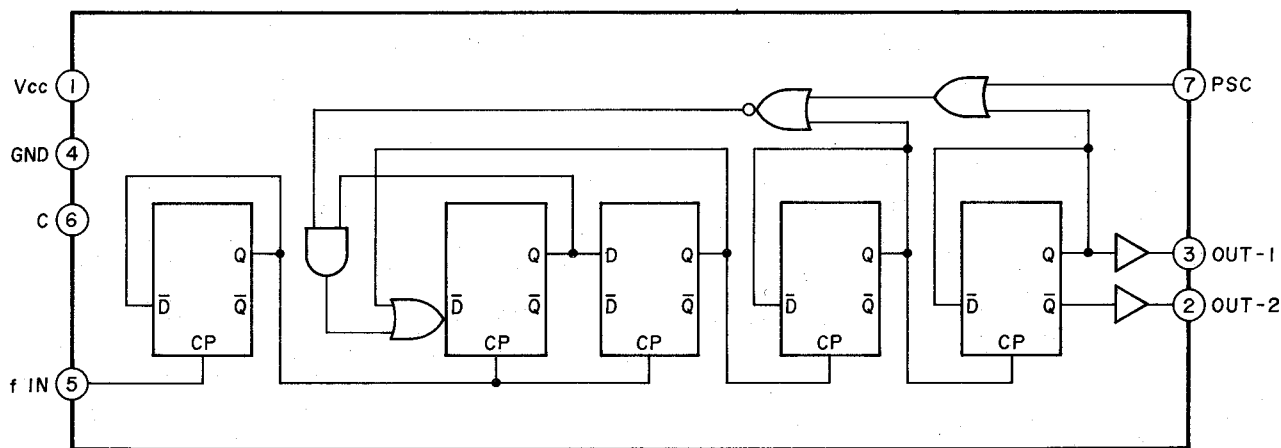 Vcc 1
GND 4
C 6
f IN 5
7 PSC
3 OUT-1
2 OUT-2
D̅ Q Q̅ CP
D̅ Q Q̅ CP
D Q D̅ Q̅ CP
D̅ Q Q̅ CP
D̅ Q Q̅ CP